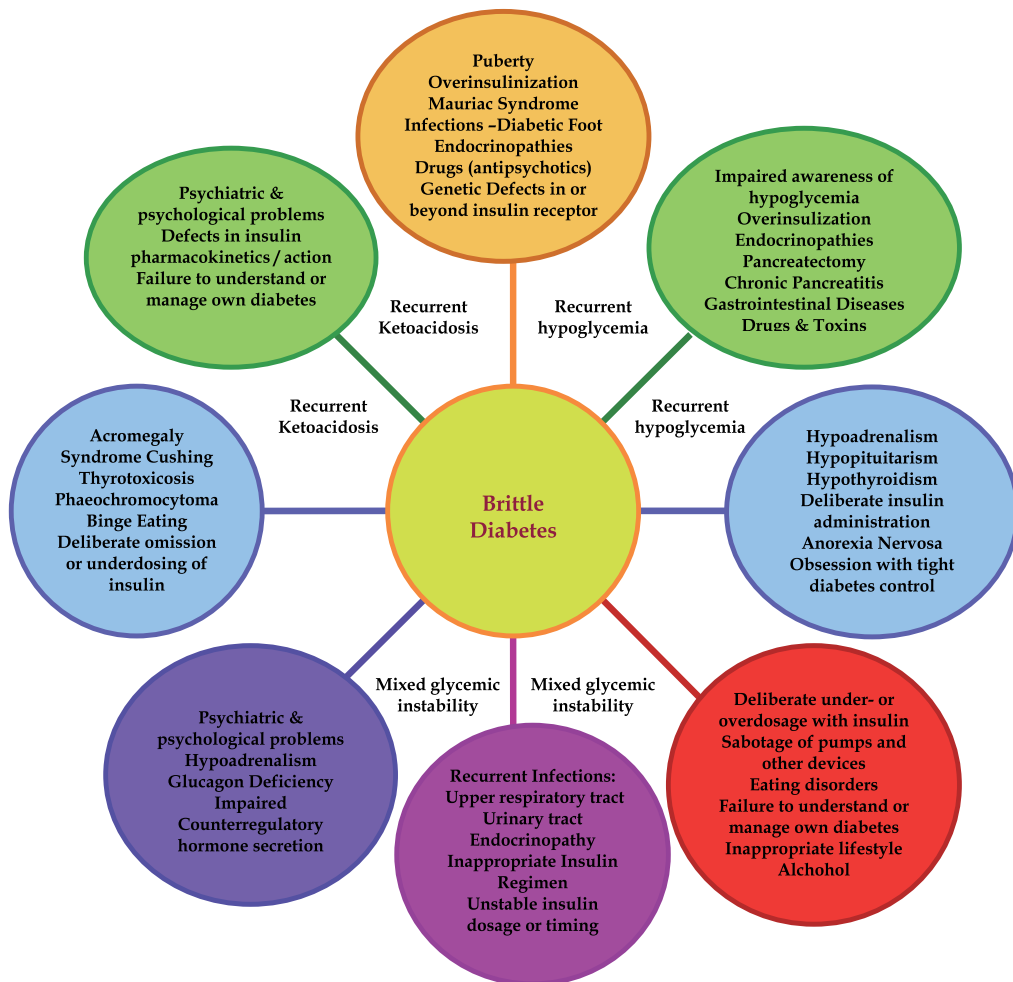 Puberty
Overinsulinization
Mauriac Syndrome
Infections –Diabetic Foot
Endocrinopathies
Drugs (antipsychotics)
Genetic Defects in or
beyond insulin receptor
Psychiatric &
psychological problems
Defects in insulin
pharmacokinetics / action
Failure to understand or
manage own diabetes
Impaired awareness of
hypoglycemia
Overinsulization
Endocrinopathies
Pancreatectomy
Chronic Pancreatitis
Gastrointestinal Diseases
Drugs & Toxins
Recurrent
Ketoacidosis
Recurrent
hypoglycemia
Recurrent
Ketoacidosis
Recurrent
hypoglycemia
Acromegaly
Syndrome Cushing
Thyrotoxicosis
Phaeochromocytoma
Binge Eating
Deliberate omission
or underdosing of
insulin
Brittle
Diabetes
Hypoadrenalism
Hypopituitarism
Hypothyroidism
Deliberate insulin
administration
Anorexia Nervosa
Obsession with tight
diabetes control
Mixed glycemic
instability
Mixed glycemic
instability
Psychiatric &
psychological problems
Hypoadrenalism
Glucagon Deficiency
Impaired
Counterregulatory
hormone secretion
Recurrent Infections:
Upper respiratory tract
Urinary tract
Endocrinopathy
Inappropriate Insulin
Regimen
Unstable insulin
dosage or timing
Deliberate under- or
overdosage with insulin
Sabotage of pumps and
other devices
Eating disorders
Failure to understand or
manage own diabetes
Inappropriate lifestyle
Alchohol